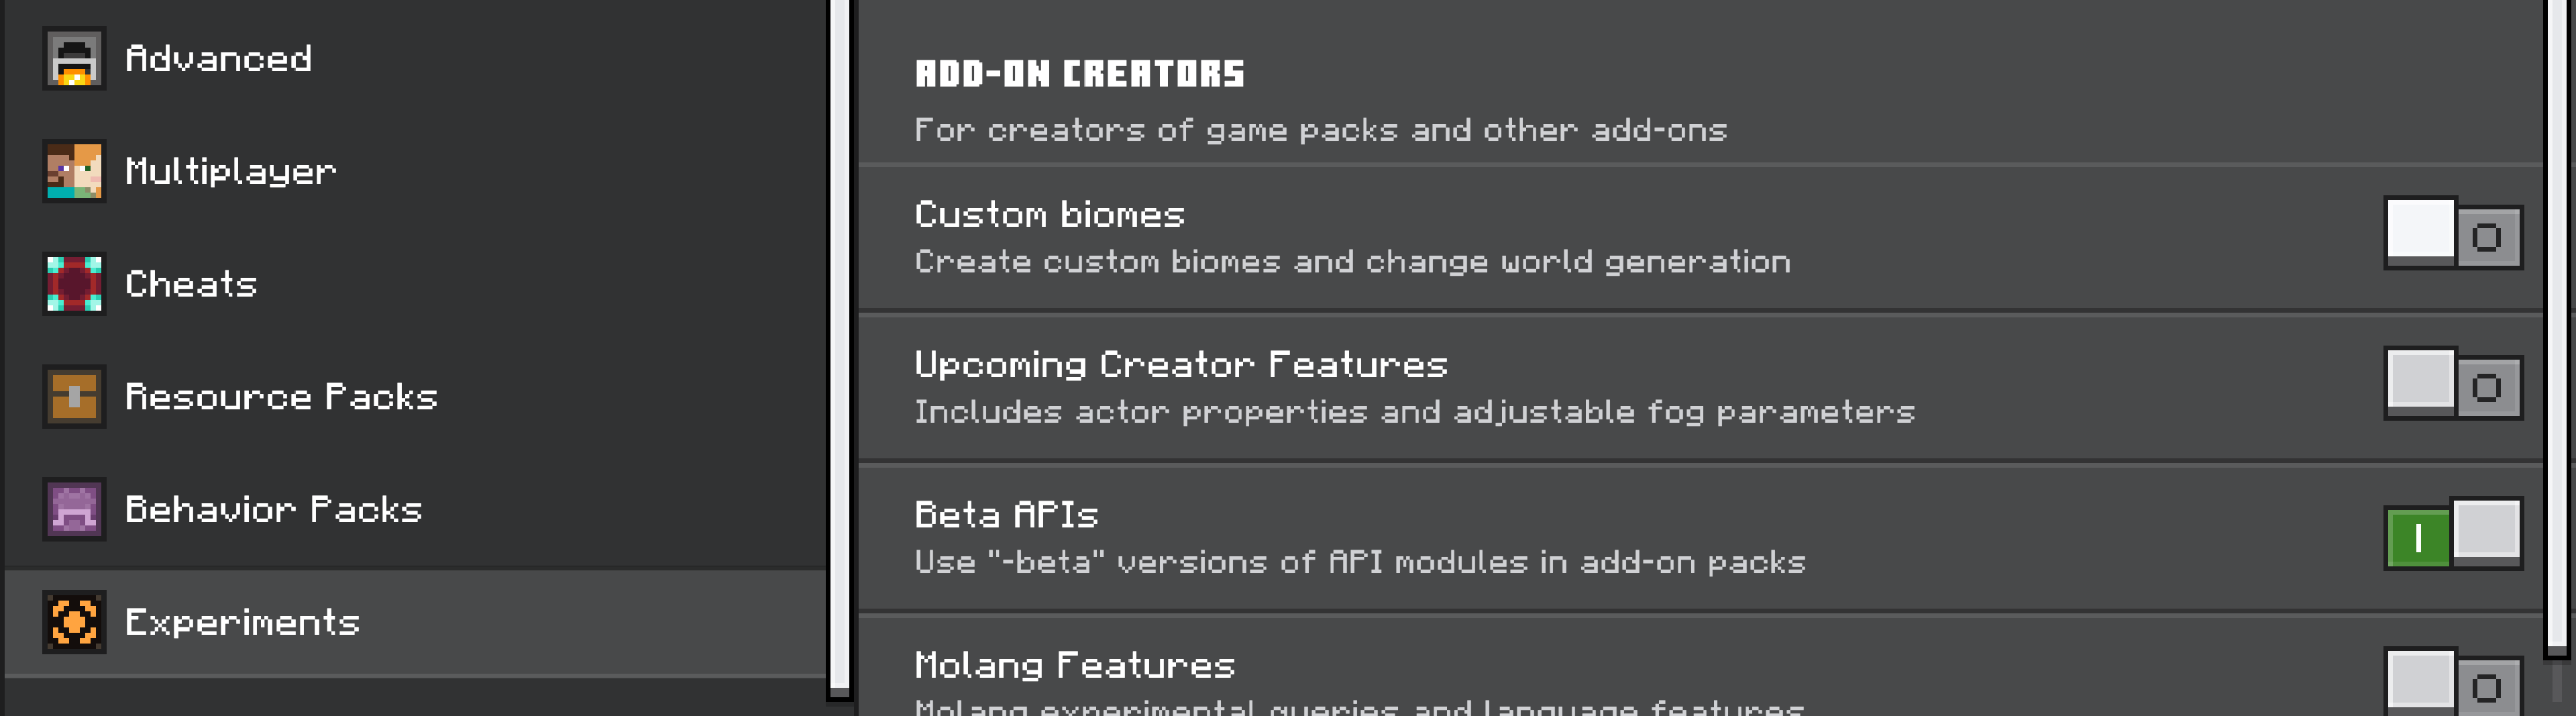 Advanced
Multiplayer
Cheats
Resource Packs
Behavior Packs
Experiments
ADD-ON CREATORS
For creators of game packs and other add-ons
Custom biomes
Create custom biomes and change world generation
Upcoming Creator Features
Includes actor properties and adjustable fog parameters
Beta APIs
Use "-beta" versions of API modules in add-on packs
Molang Features
Molang experimental queries and language features